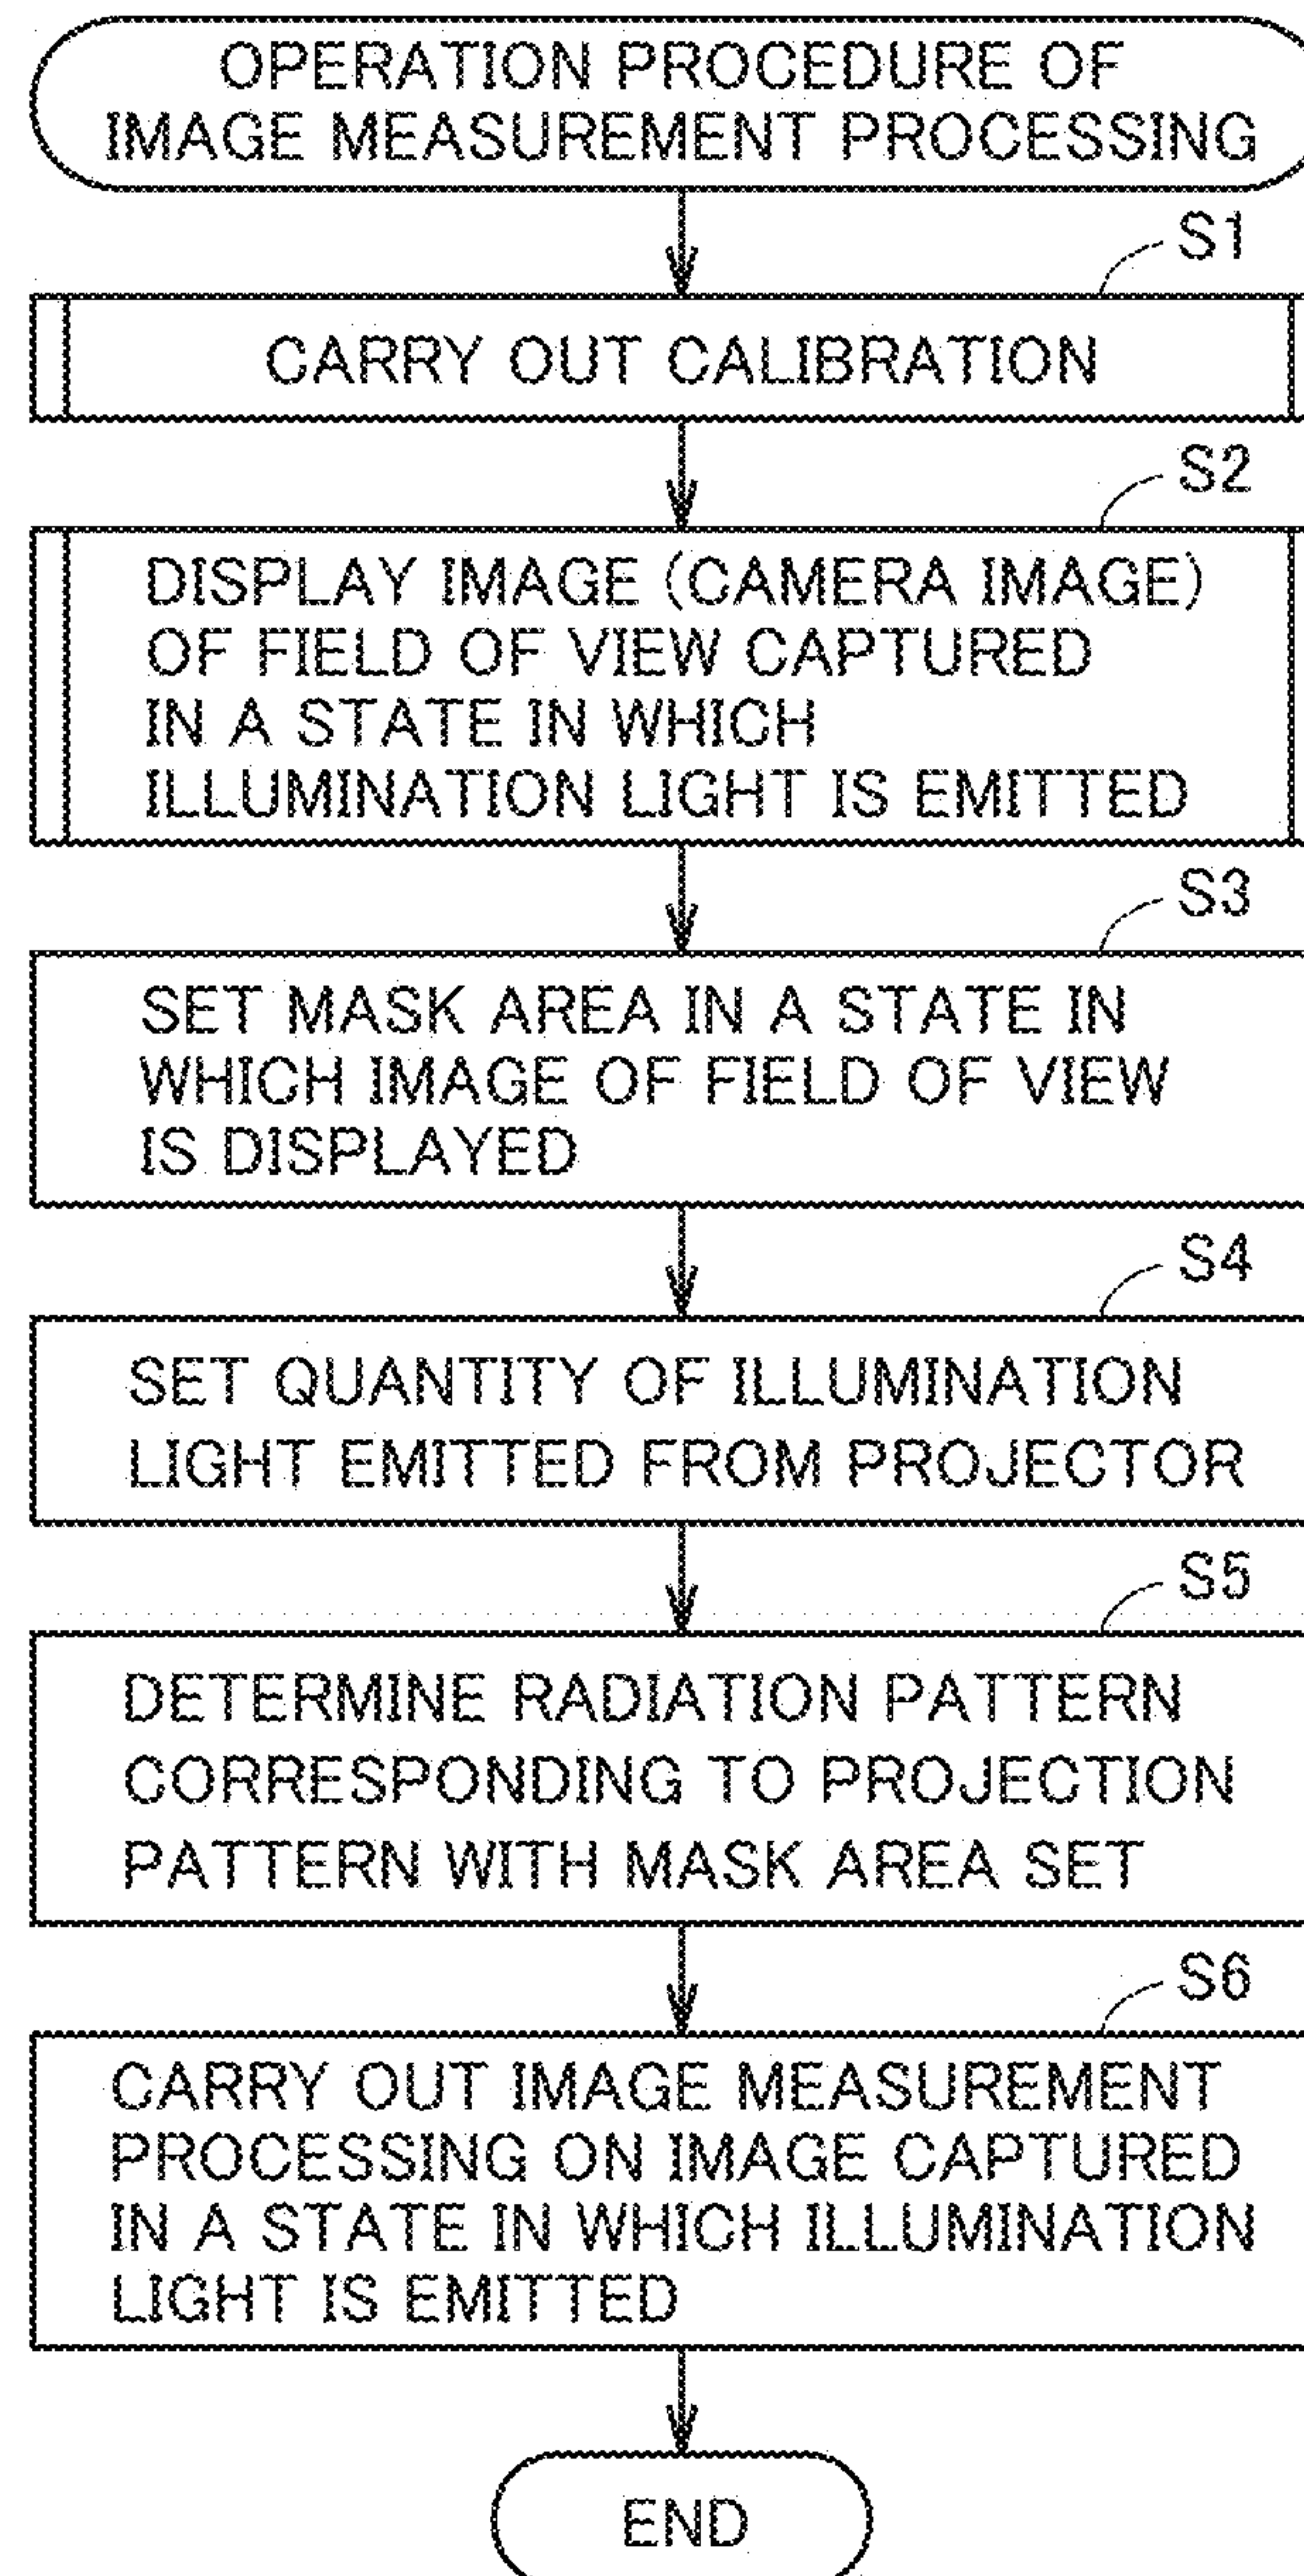 OPERATION PROCEDURE OF
IMAGE MEASUREMENT PROCESSING
S1
CARRY OUT CALIBRATION
S2
DISPLAY IMAGE (CAMERA IMAGE)
OF FIELD OF VIEW CAPTURED
IN A STATE IN WHICH
ILLUMINATION LIGHT IS EMITTED
S3
SET MASK AREA IN A STATE IN
WHICH IMAGE OF FIELD OF VIEW
IS DISPLAYED
S4
SET QUANTITY OF ILLUMINATION
LIGHT EMITTED FROM PROJECTOR
S5
DETERMINE RADIATION PATTERN
CORRESPONDING TO PROJECTION
PATTERN WITH MASK AREA SET
S6
CARRY OUT IMAGE MEASUREMENT
PROCESSING ON IMAGE CAPTURED
IN A STATE IN WHICH ILLUMINATION
LIGHT IS EMITTED
END